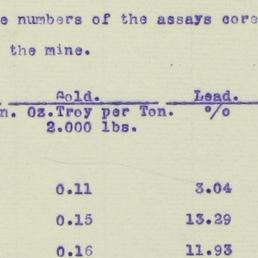 e numbers of the assays corr
the mine.
Gold. Lead.
n. Oz.Troy per Ton. %
2.000 lbs.
0.11 3.04
0.15 13.29
0.16 11.93